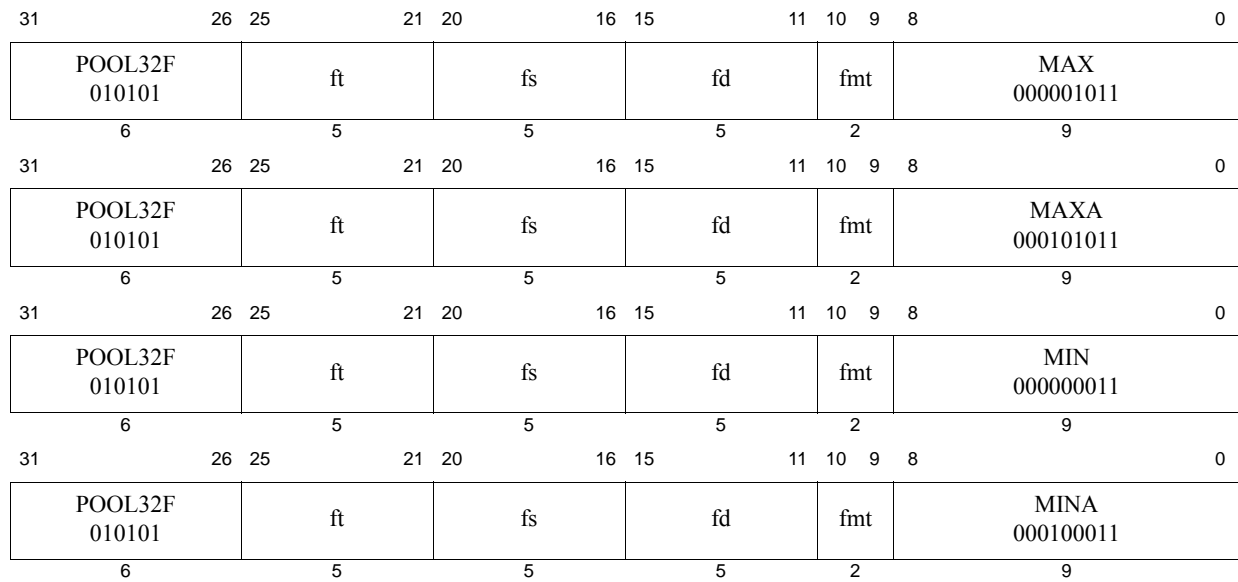 31 26 25 21 20 16 15 11 10 9 8 0
POOL32F ft fs fd fmt MAX
010101 000001011
6 5 5 5 2 9
31 26 25 21 20 16 15 11 10 9 8 0
POOL32F ft fs fd fmt MAXA
010101 000101011
6 5 5 5 2 9
31 26 25 21 20 16 15 11 10 9 8 0
POOL32F ft fs fd fmt MIN
010101 000000011
6 5 5 5 2 9
31 26 25 21 20 16 15 11 10 9 8 0
POOL32F ft fs fd fmt MINA
010101 000100011
6 5 5 5 2 9